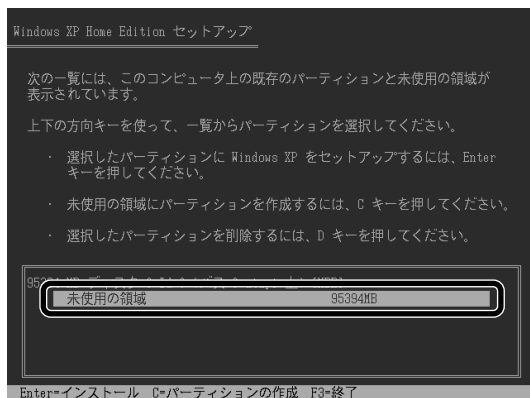 Windows XP Home Edition セットアップ
次の一覧には、このコンピュータ上の既存のパーティションと未使用の領域が
表示されています。
上下の方向キーを使って、一覧からパーティションを選択してください。
・ 選択したパーティションに Windows XP をセットアップするには、Enter
キーを押してください。
・ 未使用の領域にパーティションを作成するには、C キーを押してください。
・ 選択したパーティションを削除するには、D キーを押してください。
未使用の領域 95394MB
Enter=インストール C=パーティションの作成 F3=終了